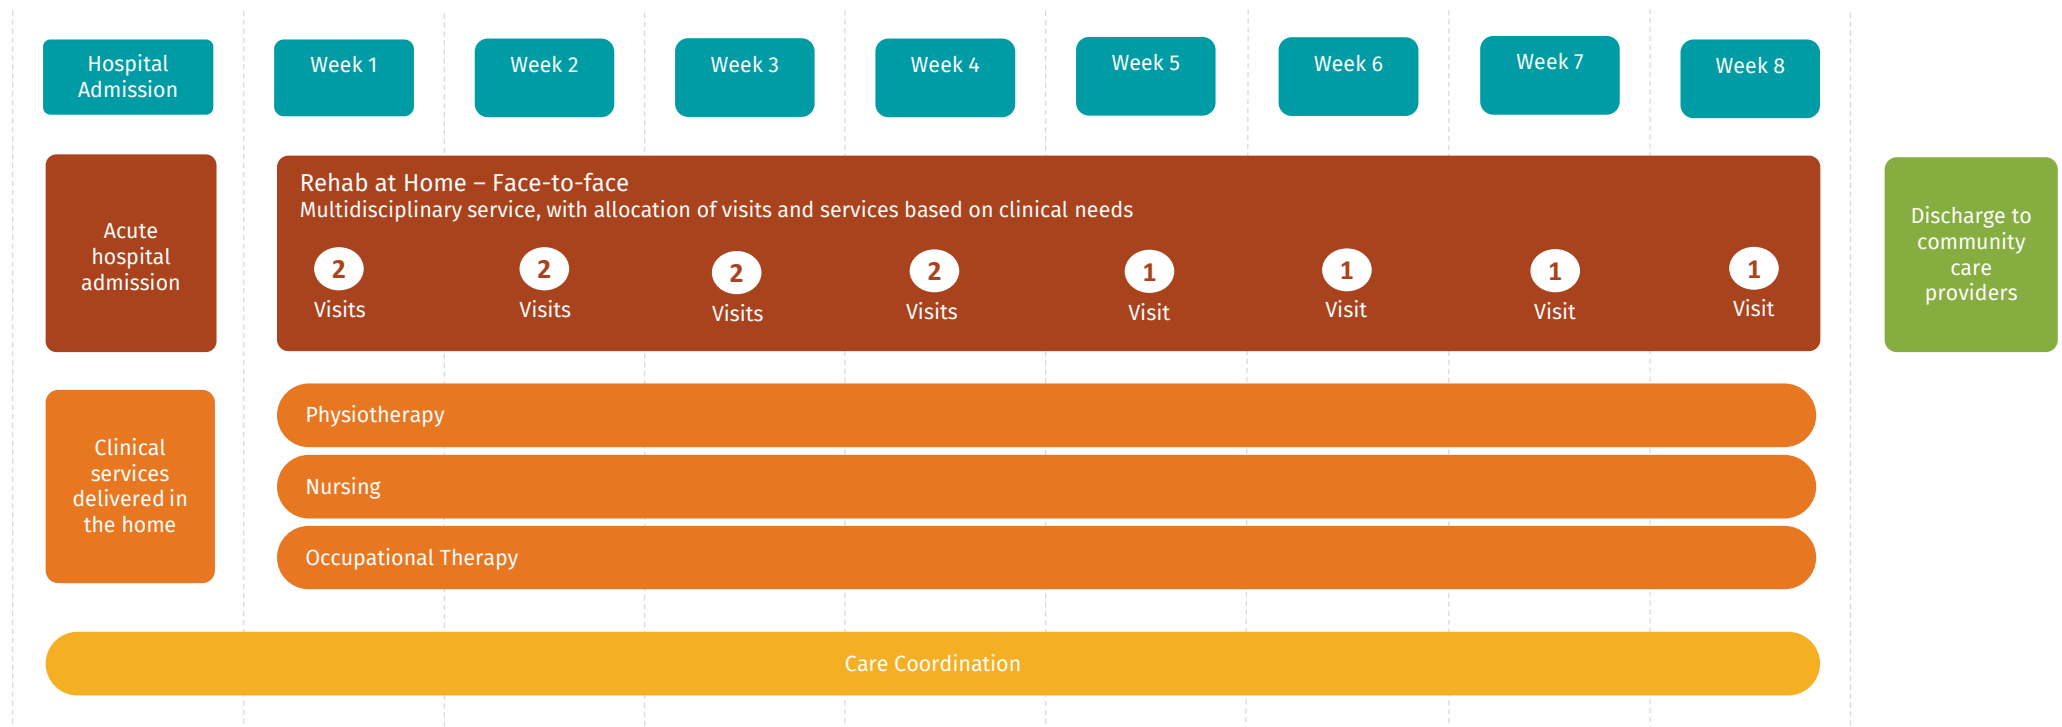 Hospital
Admission
Week 1
Week 2
Week 3
Week 4
Week 5
Week 6
Week 7
Week 8
Acute
hospital
admission
Rehab at Home – Face-to-face
Multidisciplinary service, with allocation of visits and services based on clinical needs
2
Visits
2
Visits
2
Visits
2
Visits
1
Visit
1
Visit
1
Visit
1
Visit
Discharge to
community
care
providers
Clinical
services
delivered in
the home
Physiotherapy
Nursing
Occupational Therapy
Care Coordination